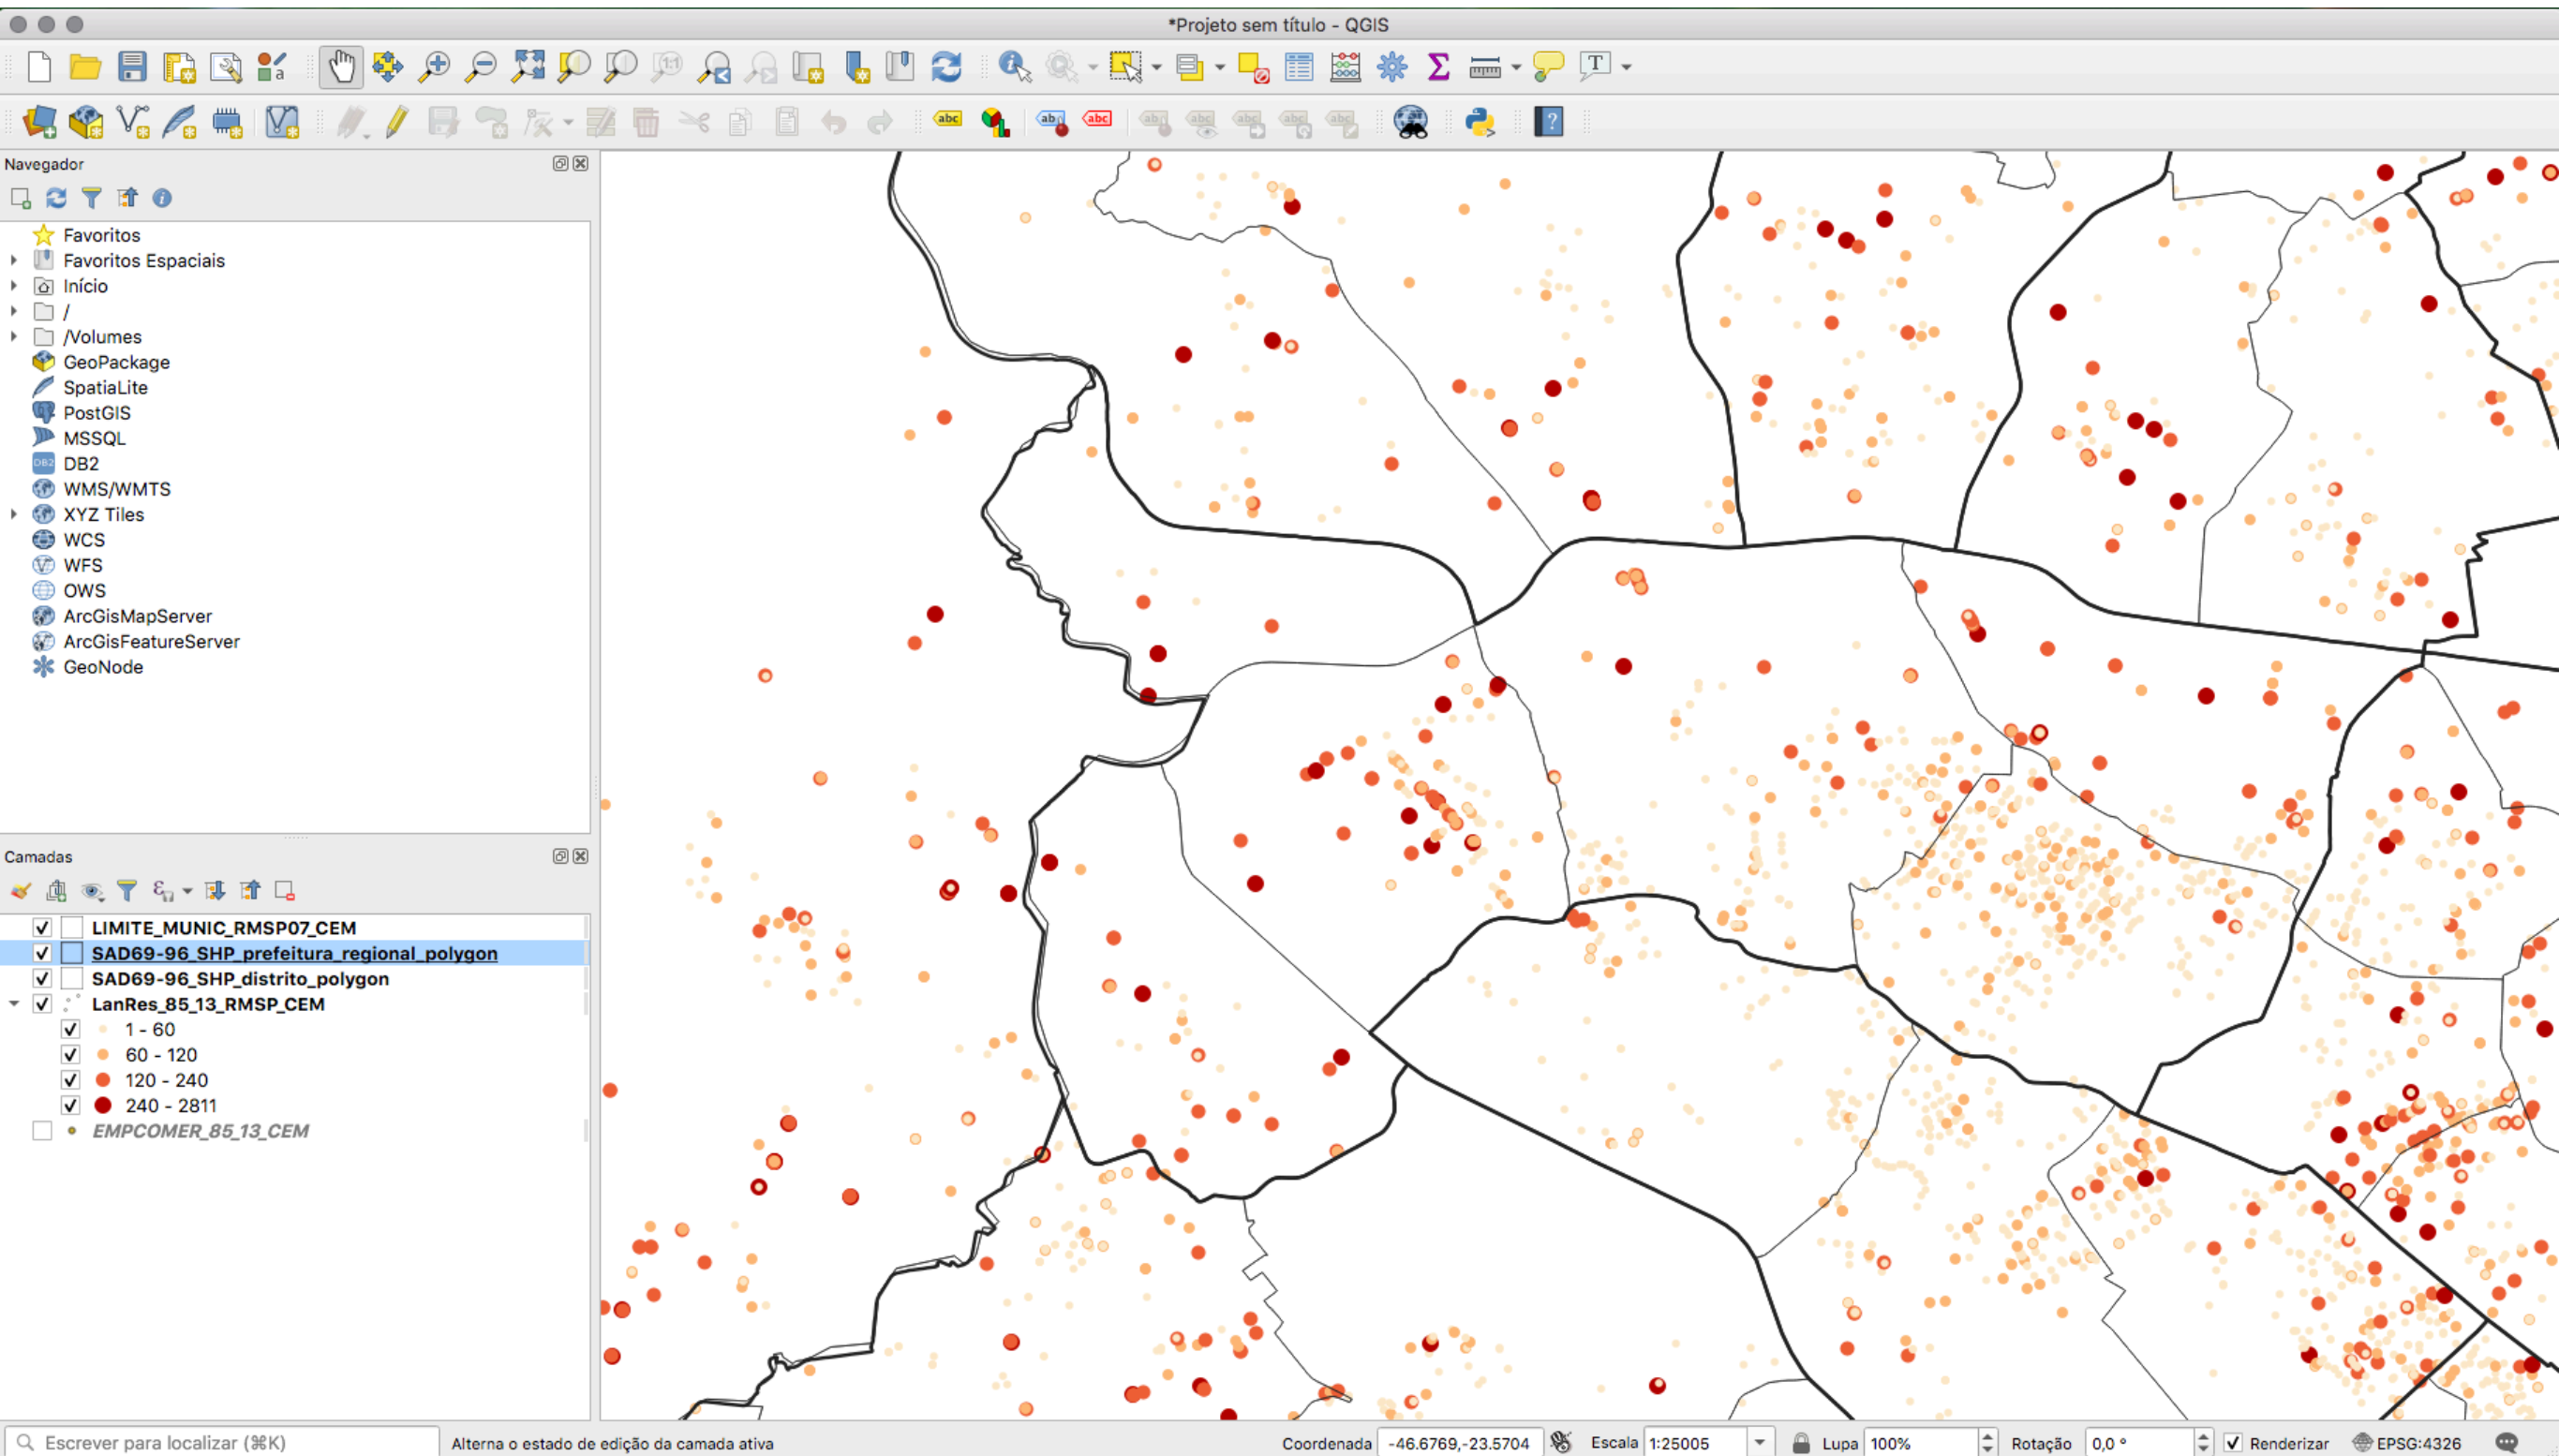 *Projeto sem título - QGIS
Navegador
Favoritos
Favoritos Espaciais
Início
/
/Volumes
GeoPackage
SpatiaLite
PostGIS
MSSQL
DB2
WMS/WMTS
XYZ Tiles
WCS
WFS
OWS
ArcGisMapServer
ArcGisFeatureServer
GeoNode
Camadas
LIMITE_MUNIC_RMSP07_CEM
SAD69-96_SHP_prefeitura_regional_polygon
SAD69-96_SHP_distrito_polygon
LanRes_85_13_RMSP_CEM
1 - 60
60 - 120
120 - 240
240 - 2811
EMPCOMER_85_13_CEM
Escrever para localizar (⌘K) Alterna o estado de edição da camada ativa Coordenada -46.6769,-23.5704 Escala 1:25005 Lupa 100% Rotação 0,0 ° Renderizar EPSG:4326